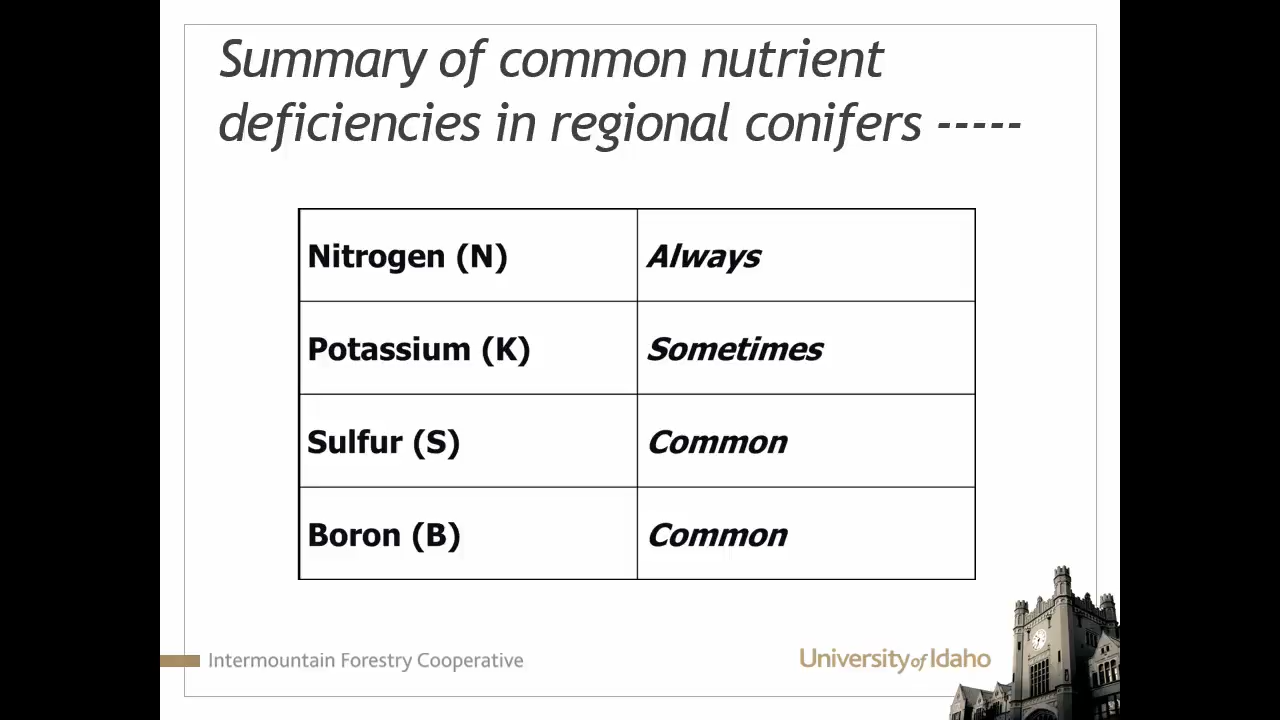 Summary of common nutrient
deficiencies in regional conifers -----
Nitrogen (N) Always
Potassium (K) Sometimes
Sulfur (S) Common
Boron (B) Common
Intermountain Forestry Cooperative
University of Idaho